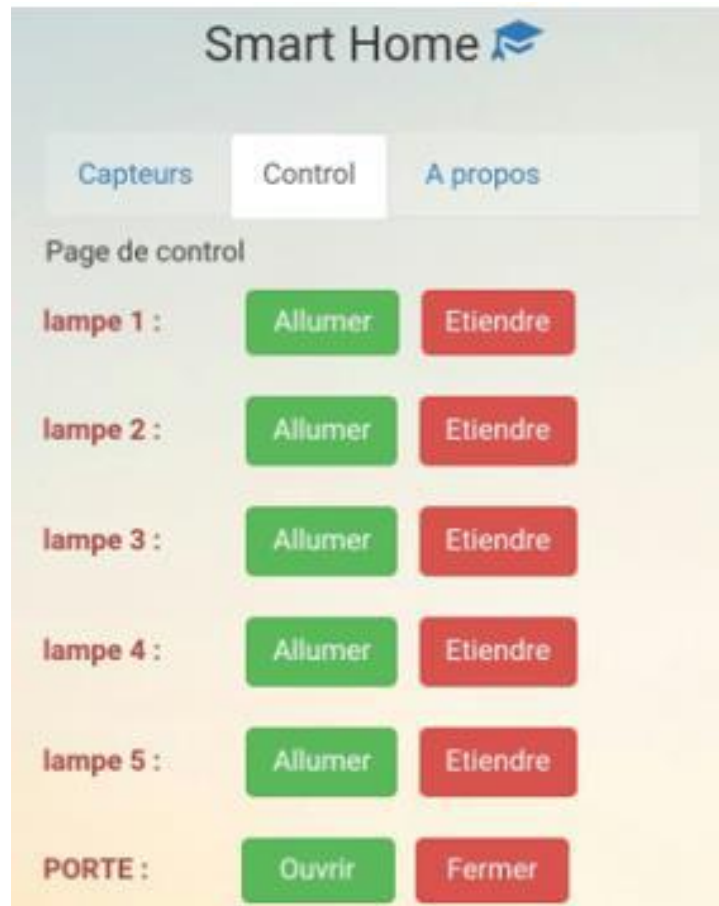 Smart Home
Capteurs Control A propos
Page de control
lampe 1 : Allumer Etiendre
lampe 2 : Allumer Etiendre
lampe 3 : Allumer Etiendre
lampe 4 : Allumer Etiendre
lampe 5 : Allumer Etiendre
PORTE : Ouvrir Fermer